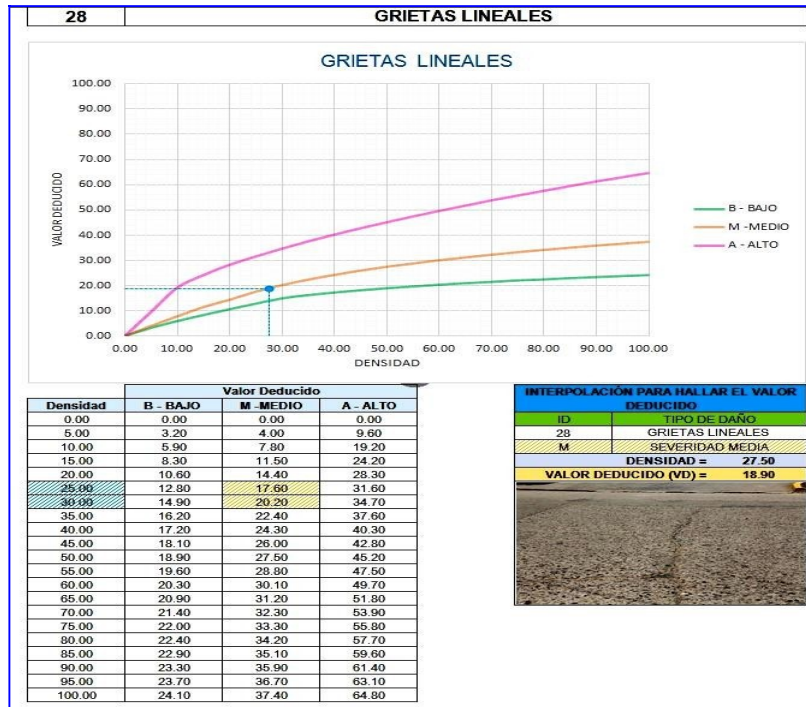 28 GRIETAS LINEALES
GRIETAS LINEALES
100.00
90.00
80.00
70.00
60.00
50.00
40.00
30.00
20.00
10.00
0.00
VALOR DEDUCIDO
0.00 10.00 20.00 30.00 40.00 50.00 60.00 70.00 80.00 90.00 100.00
DENSIDAD
B - BAJO
M -MEDIO
A - ALTO
Valor Deducido
Densidad B - BAJO M -MEDIO A - ALTO
0.00 0.00 0.00 0.00
5.00 3.20 4.00 9.60
10.00 5.90 7.80 19.20
15.00 8.30 11.50 24.20
20.00 10.60 14.40 28.30
25.00 12.80 17.60 31.60
30.00 14.90 20.20 34.70
35.00 16.20 22.40 37.60
40.00 17.20 24.30 40.30
45.00 18.10 26.00 42.80
50.00 18.90 27.50 45.20
55.00 19.60 28.80 47.50
60.00 20.30 30.10 49.70
65.00 20.90 31.20 51.80
70.00 21.40 32.30 53.90
75.00 22.00 33.30 55.80
80.00 22.40 34.20 57.70
85.00 22.90 35.10 59.60
90.00 23.30 35.90 61.40
95.00 23.70 36.70 63.10
100.00 24.10 37.40 64.80
INTERPOLACIÓN PARA HALLAR EL VALOR
DEDUCIDO
ID TIPO DE DAÑO
28 GRIETAS LINEALES
M SEVERIDAD MEDIA
DENSIDAD = 27.50
VALOR DEDUCIDO (VD) = 18.90